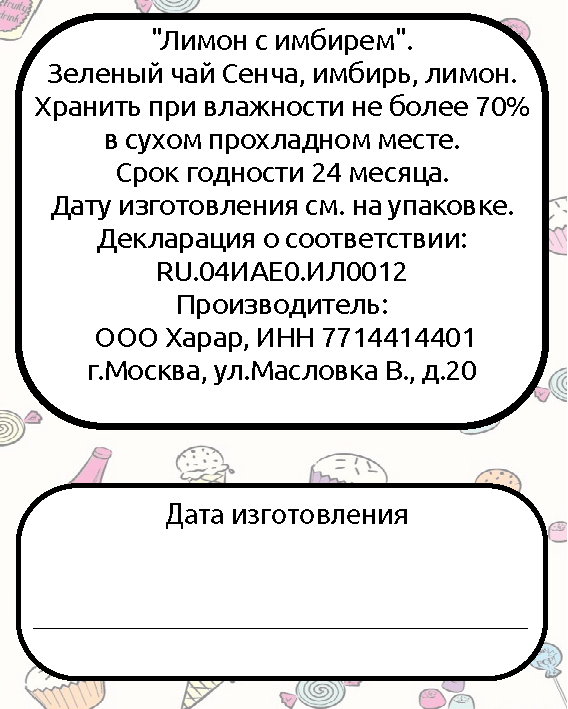 fruity
drink
"Лимон с имбирем".
Зеленый чай Сенча, имбирь, лимон.
Хранить при влажности не более 70%
в сухом прохладном месте.
Срок годности 24 месяца.
Дату изготовления см. на упаковке.
Декларация о соответствии:
RU.04ИАЕ0.ИЛ0012
Производитель:
ООО Харар, ИНН 7714414401
г.Москва, ул.Масловка В., д.20
Дата изготовления